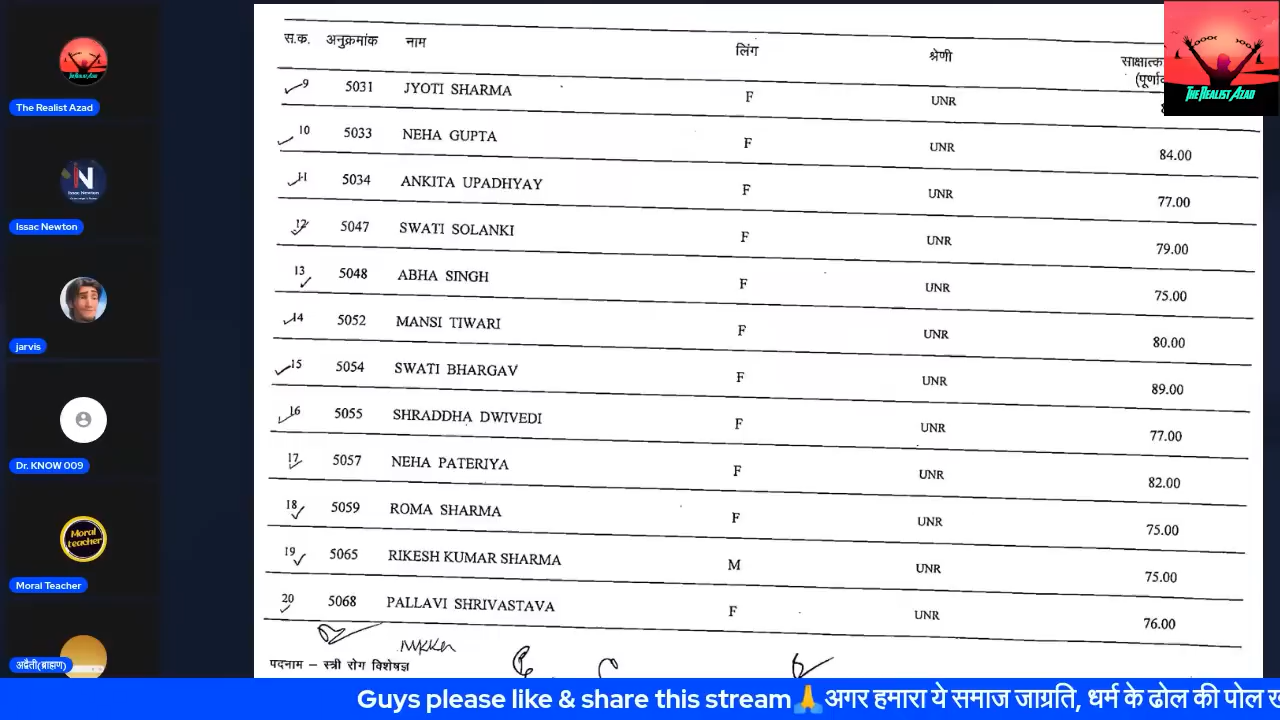 स.क. अनुक्रमांक नाम लिंग श्रेणी
9 5031 JYOTI SHARMA F UNR
10 5033 NEHA GUPTA F UNR 84.00
11 5034 ANKITA UPADHYAY F UNR 77.00
12 5047 SWATI SOLANKI F UNR 79.00
13 5048 ABHA SINGH F UNR 75.00
14 5052 MANSI TIWARI F UNR 80.00
15 5054 SWATI BHARGAV F UNR 89.00
16 5055 SHRADDHA DWIVEDI F UNR 77.00
17 5057 NEHA PATERIYA F UNR 82.00
18 5059 ROMA SHARMA F UNR 75.00
19 5065 RIKESH KUMAR SHARMA M UNR 75.00
20 5068 PALLAVI SHRIVASTAVA F UNR 76.00
पदनाम – स्त्री रोग विशेषज्ञ
THE REALIST AZAD
The Realist Azad
Issac Newton
jarvis
Dr. KNOW 009
Moral teacher
Moral Teacher
अद्वैती(ब्राह्मण)
Guys please like & share this stream🙏अगर हमारा ये समाज जाग्रति, धर्म के ढोल की पोल